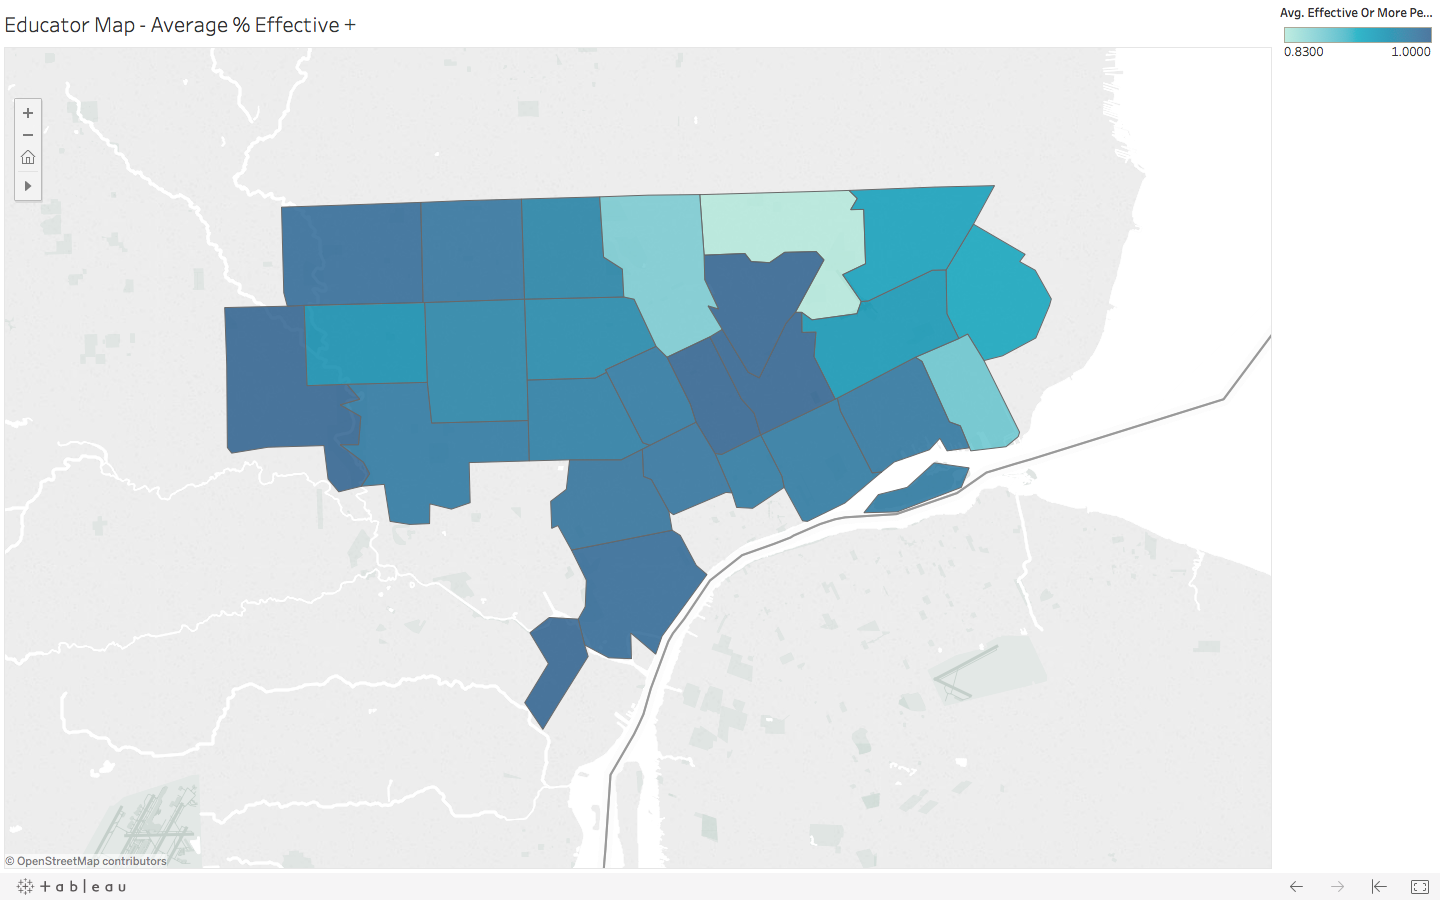 Educator Map - Average % Effective +
Avg. Effective Or More Pe...
0.8300 1.0000
© OpenStreetMap contributors
+ a b | e a u